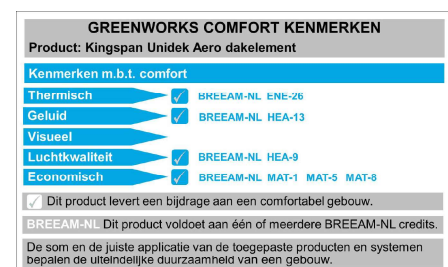 GREENWORKS COMFORT KENMERKEN
Product: Kingspan Unidek Aero dakelement
Kenmerken m.b.t. comfort
Thermisch BREEAM-NL ENE-26
Geluid BREEAM-NL HEA-13
Visueel
Luchtkwaliteit BREEAM-NL HEA-9
Economisch BREEAM-NL MAT-1 MAT-5 MAT-8
Dit product levert een bijdrage aan een comfortabel gebouw.
BREEAM-NL Dit product voldoet aan één of meerdere BREEAM-NL credits.
De som en de juiste applicatie van de toegepaste producten en systemen
bepalen de uiteindelijke duurzaamheid van een gebouw.